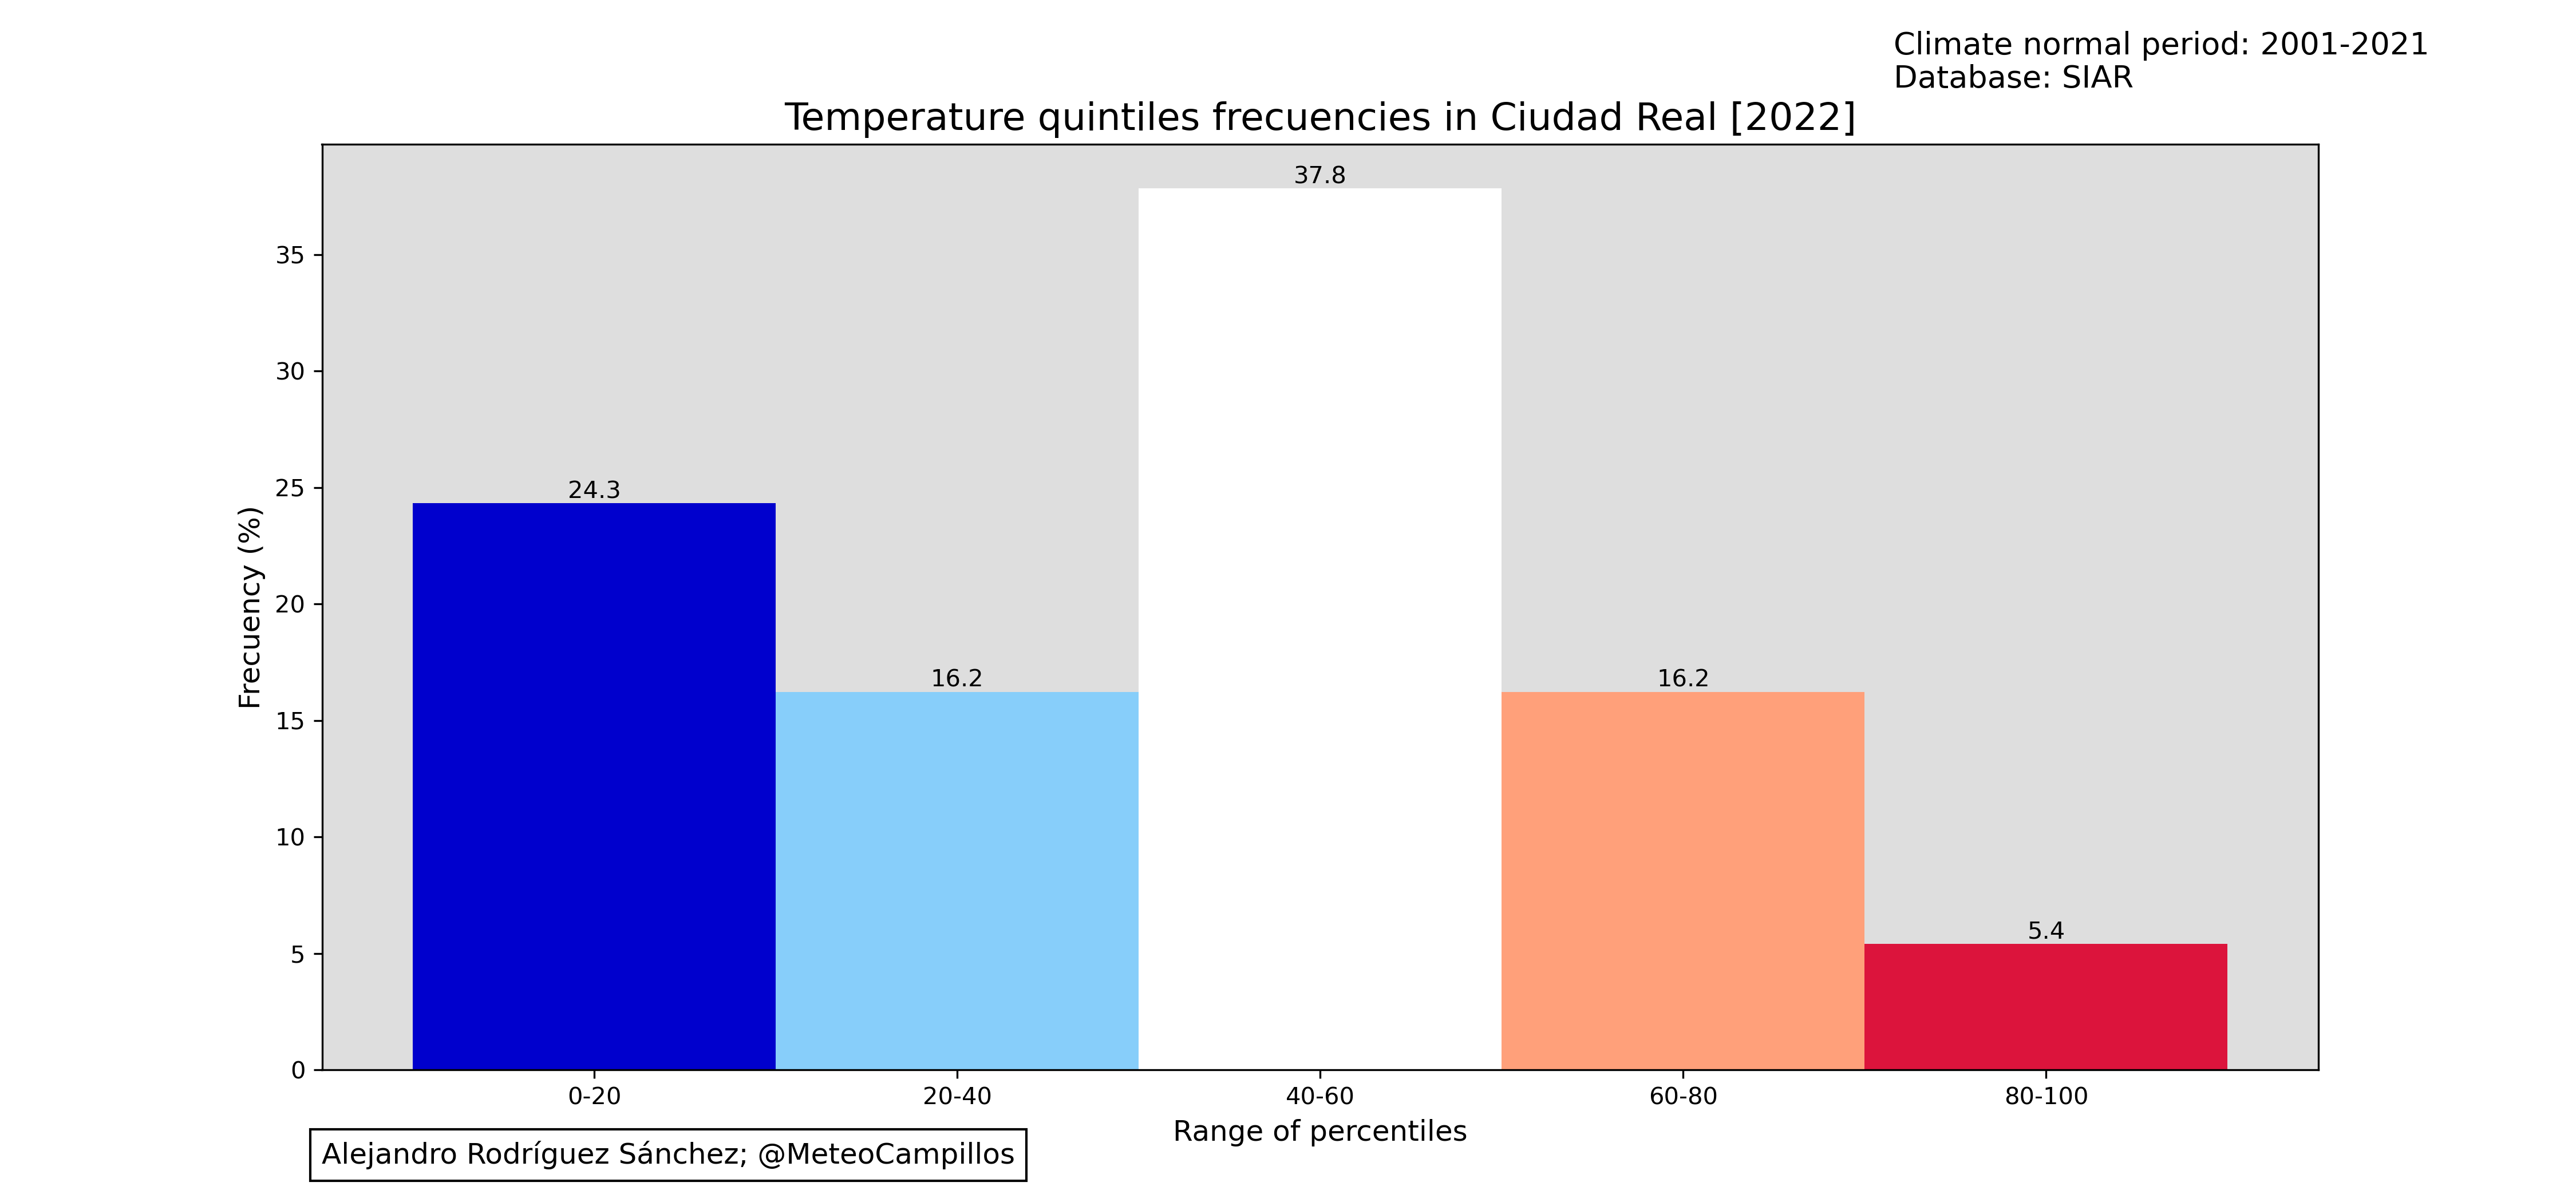 Climate normal period: 2001-2021
Database: SIAR
Temperature quintiles frecuencies in Ciudad Real [2022]
37.8
35
30
25
24.3
20
16.2
16.2
15
10
5.4
5
0
Frecuency (%)
0-20 20-40 40-60 60-80 80-100
Range of percentiles
Alejandro Rodríguez Sánchez; @MeteoCampillos